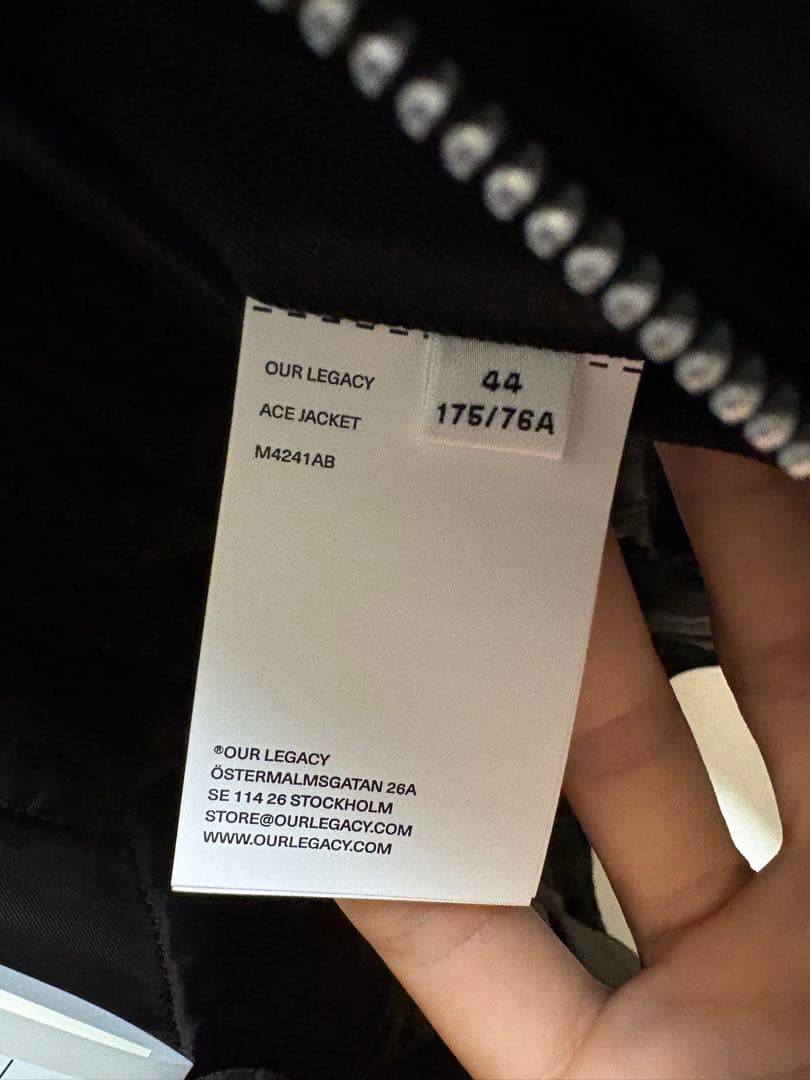 OUR LEGACY
ACE JACKET
M4241AB
44
175/76A
®OUR LEGACY
ÖSTERMALMSGATAN 26A
SE 114 26 STOCKHOLM
STORE@OURLEGACY.COM
WWW.OURLEGACY.COM